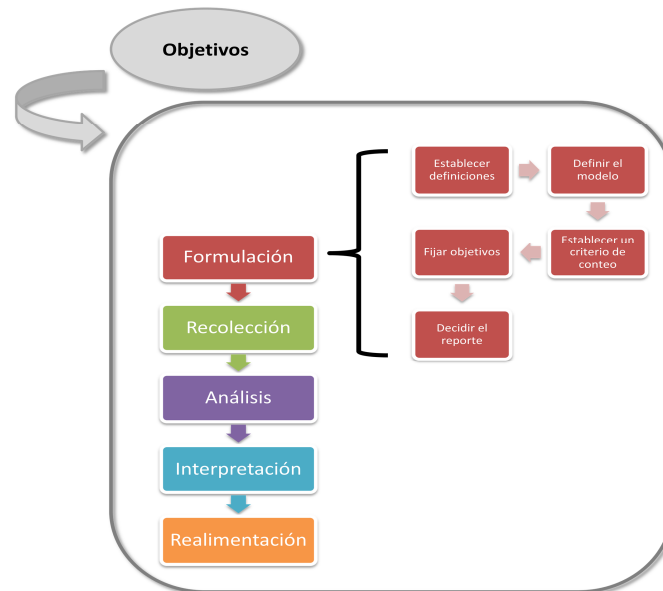 Objetivos
Establecer
definiciones
Definir el
modelo
Formulación
Fijar objetivos
Establecer un
criterio de
conteo
Recolección
Decidir el
reporte
Análisis
Interpretación
Realimentación